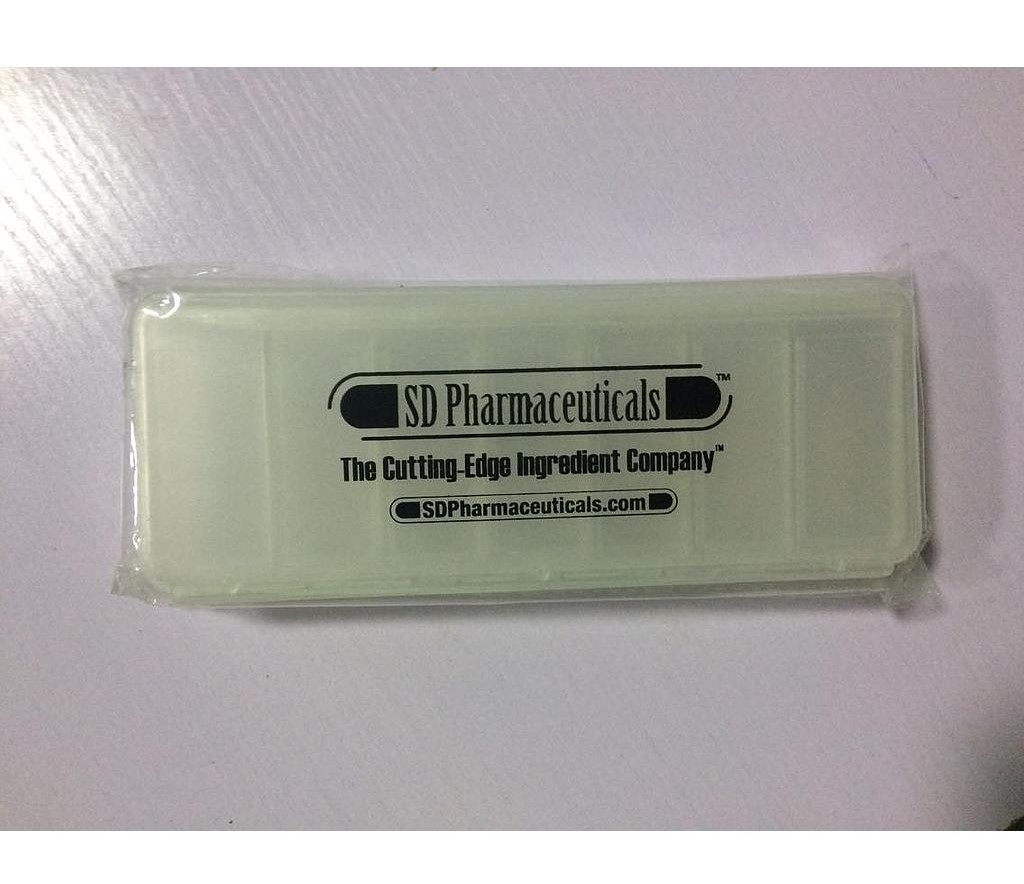 SD Pharmaceuticals™
The Cutting-Edge Ingredient Company™
SDPharmaceuticals.com